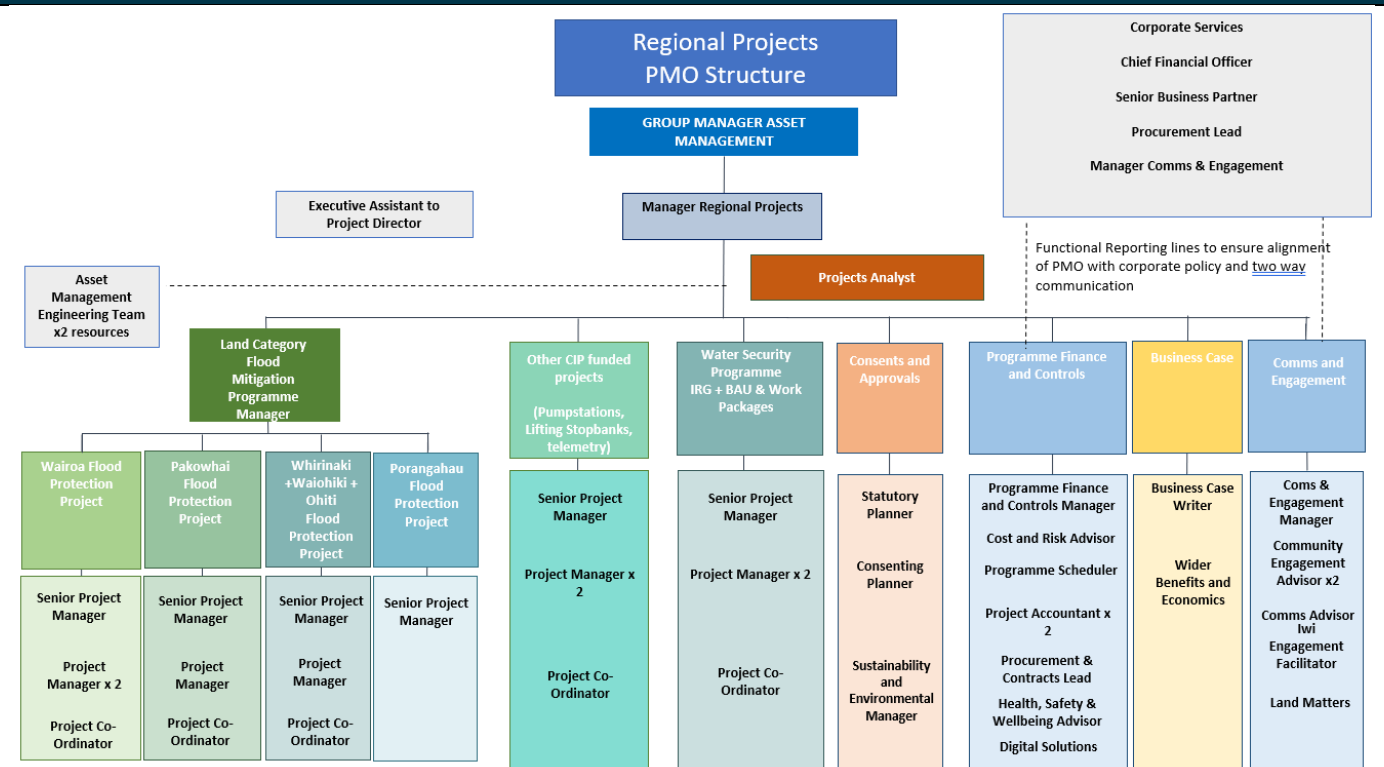 Regional Projects
PMO Structure
Corporate Services
Chief Financial Officer
Senior Business Partner
Procurement Lead
Manager Comms & Engagement
GROUP MANAGER ASSET
MANAGEMENT
Executive Assistant to
Project Director
Manager Regional Projects
Functional Reporting lines to ensure alignment
of PMO with corporate policy and two way
communication
Asset
Management
Engineering Team
x2 resources
Projects Analyst
Land Category
Flood
Mitigation
Programme
Manager
Other CIP funded
projects
(Pumpstations,
Lifting Stopbanks,
telemetry)
Water Security
Programme
IRG + BAU & Work
Packages
Consents and
Approvals
Programme Finance
and Controls
Business Case
Comms and
Engagement
Wairoa Flood
Protection
Project
Pakowhai
Flood
Protection
Project
Whirinaki
+Waiohiki +
Ohiti
Flood
Protection
Project
Porangahau
Flood
Protection
Project
Senior Project
Manager
Project
Manager x 2
Project Co-
Ordinator
Senior Project
Manager
Project
Manager
Project Co-
Ordinator
Senior Project
Manager
Project
Manager
Project Co-
Ordinator
Senior Project
Manager
Senior Project
Manager
Project Manager x
2
Project Co-
Ordinator
Senior Project
Manager
Project Manager x 2
Project Co-
Ordinator
Statutory
Planner
Consenting
Planner
Sustainability
and
Environmental
Manager
Programme Finance
and Controls Manager
Cost and Risk Advisor
Programme Scheduler
Project Accountant x
2
Procurement &
Contracts Lead
Health, Safety &
Wellbeing Advisor
Digital Solutions
Business Case
Writer
Wider
Benefits and
Economics
Coms &
Engagement
Manager
Community
Engagement
Advisor x2
Comms Advisor
Iwi
Engagement
Facilitator
Land Matters